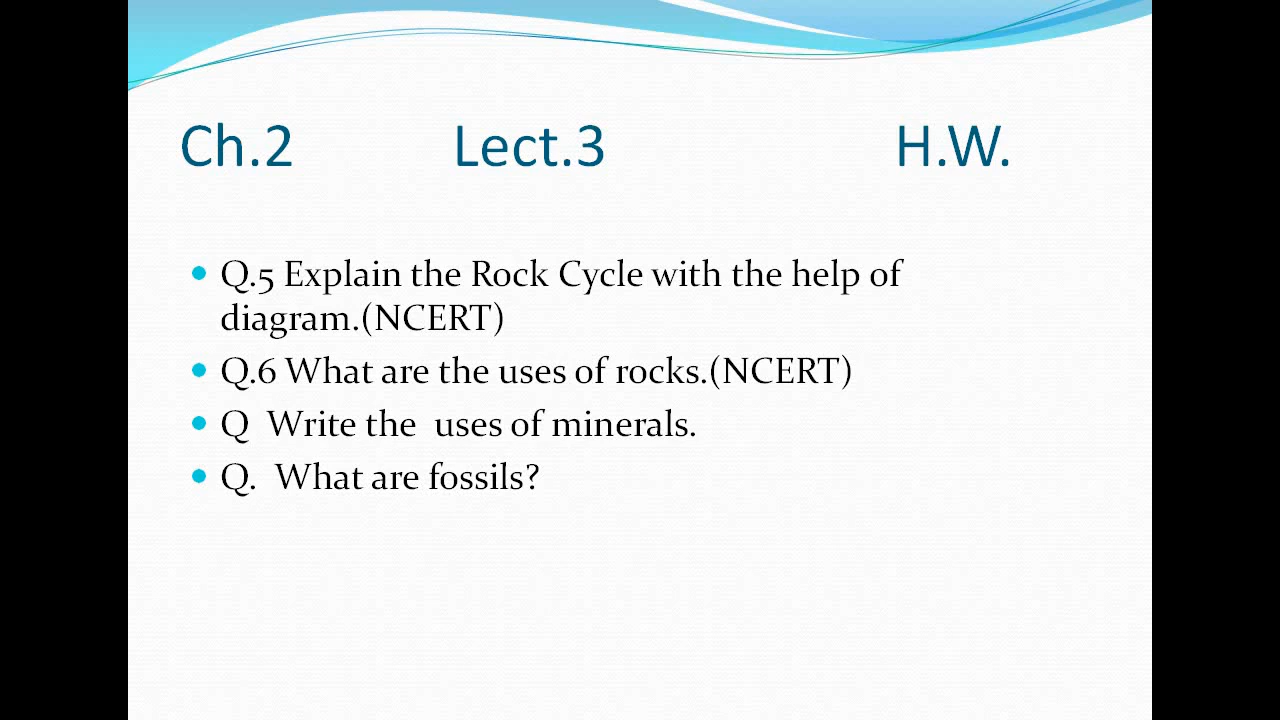 Ch.2 Lect.3 H.W.
• Q.5 Explain the Rock Cycle with the help of
diagram.(NCERT)
• Q.6 What are the uses of rocks.(NCERT)
• Q Write the uses of minerals.
• Q. What are fossils?